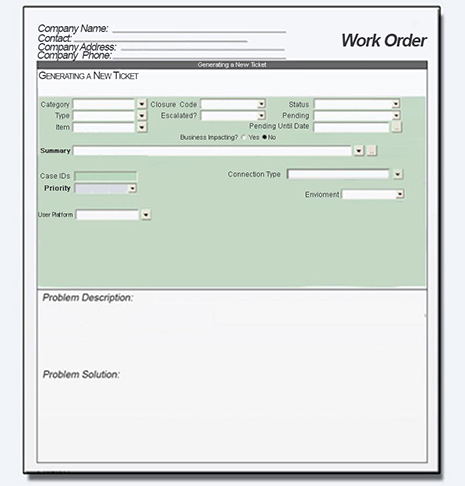 Company Name:
Contact:
Company Address:
Company Phone:
Work Order
Generating a New Ticket
GENERATING A NEW TICKET
Category Closure Code Status
Type Escalated? Pending
Item Pending Until Date
Business Impacting? Yes No
Summary
Case IDs Connection Type
Priority
Envioment
User Platform
Problem Description:
Problem Solution: